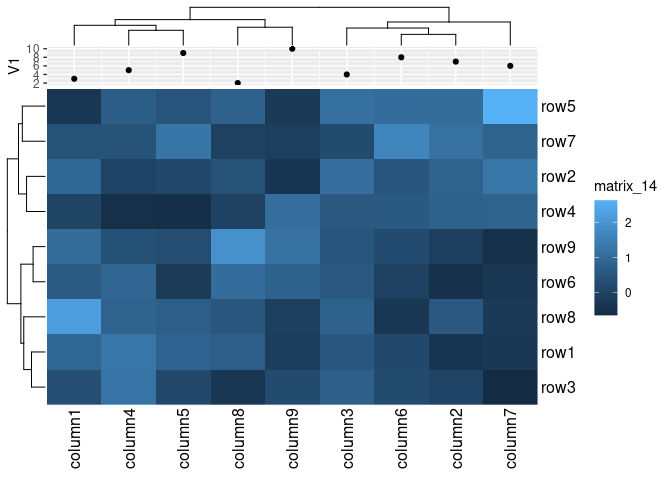 V1
10
8
6
4
2
row5
row7
row2
row4
row9
row6
row8
row1
row3
matrix_14
2
1
0
column1
column4
column5
column8
column9
column3
column6
column2
column7